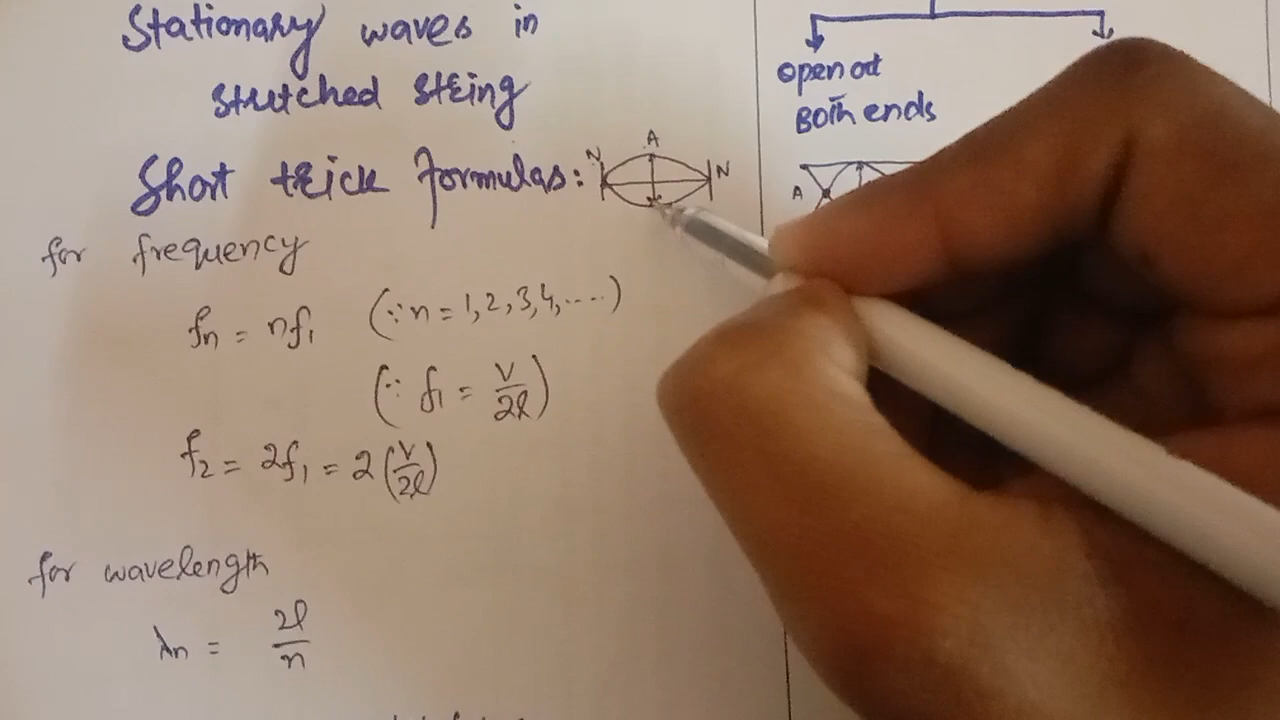 Stationary waves in
stretched string
Short trick formulas:
N A N
for frequency
fn = nf1 (∵ n = 1,2,3,4,....)
(∵ f1 = v/2l)
f2 = 2f1 = 2(v/2l)
for wavelength
λn = 2l/n
open at
Both ends
A